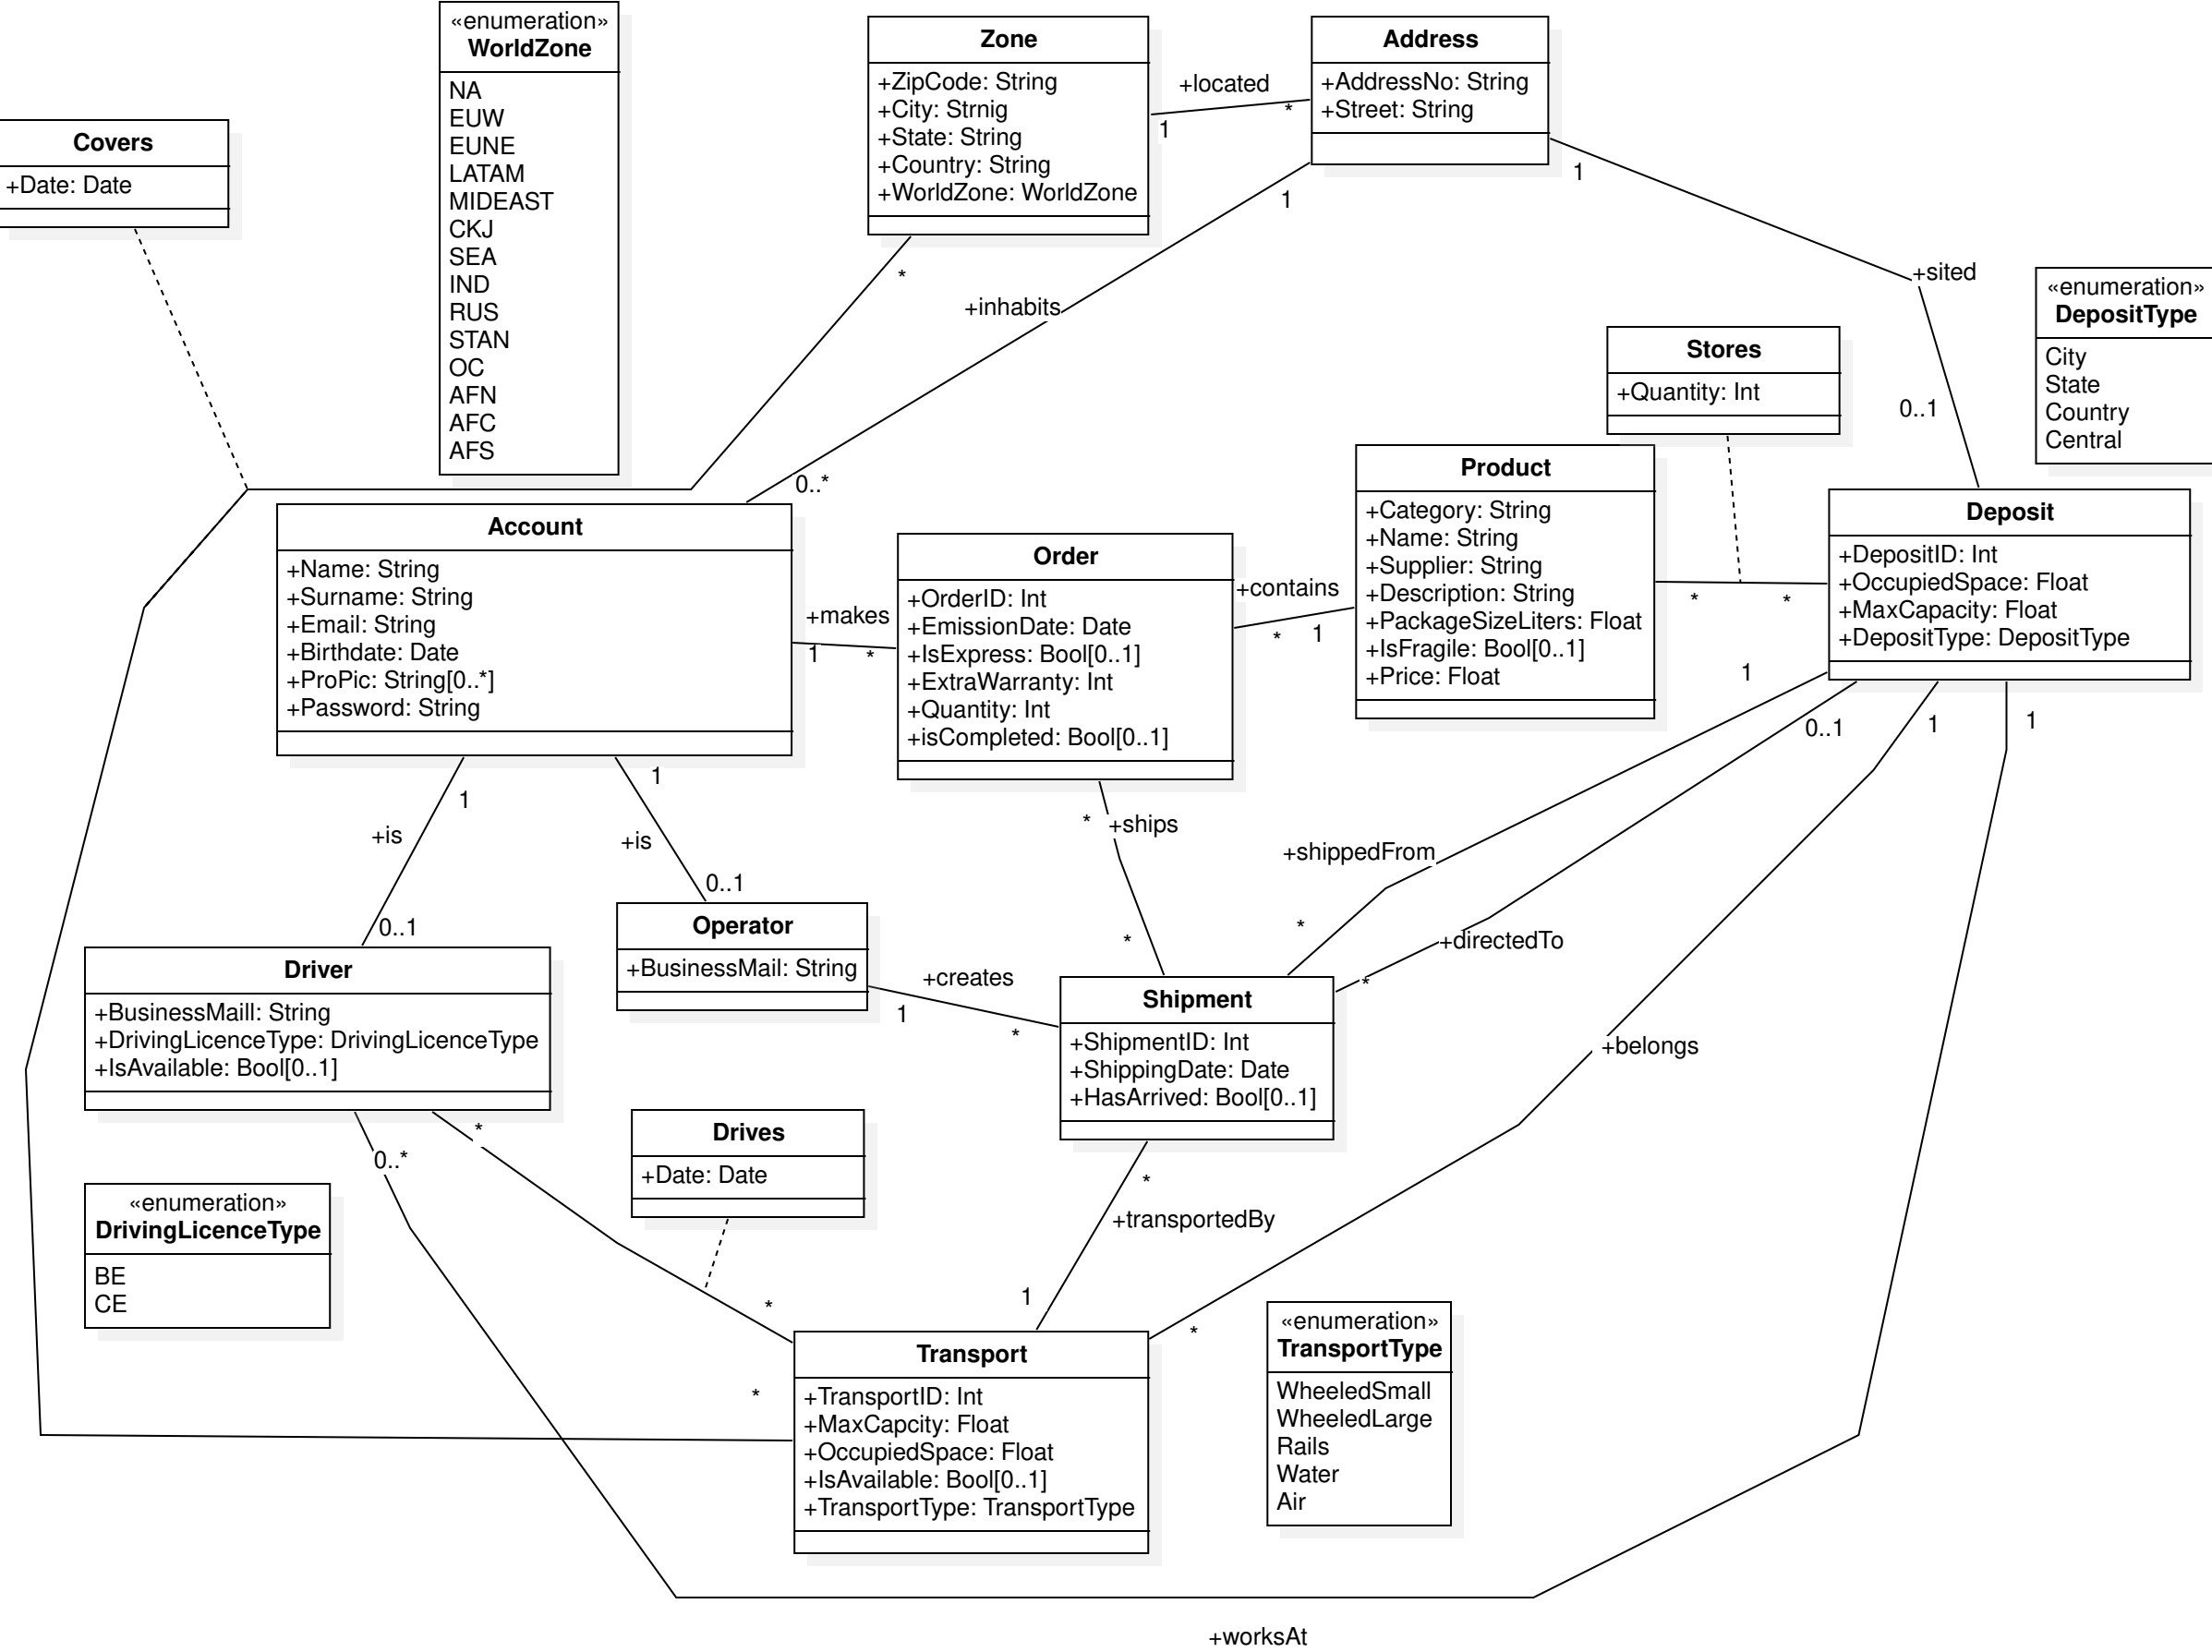 «enumeration»
WorldZone
NA
EUW
EUNE
LATAM
MIDEAST
CKJ
SEA
IND
RUS
STAN
OC
AFN
AFC
AFS
Zone
+ZipCode: String
+City: Strnig
+State: String
+Country: String
+WorldZone: WorldZone
+located
1
*
Address
+AddressNo: String
+Street: String
Covers
+Date: Date
*
+inhabits
1
0..*
1
+sited
0..1
«enumeration»
DepositType
City
State
Country
Central
Stores
+Quantity: Int
Account
+Name: String
+Surname: String
+Email: String
+Birthdate: Date
+ProPic: String[0..*]
+Password: String
+makes
1
*
Order
+OrderID: Int
+EmissionDate: Date
+IsExpress: Bool[0..1]
+ExtraWarranty: Int
+Quantity: Int
+isCompleted: Bool[0..1]
+contains
*
1
Product
+Category: String
+Name: String
+Supplier: String
+Description: String
+PackageSizeLiters: Float
+IsFragile: Bool[0..1]
+Price: Float
*
*
Deposit
+DepositID: Int
+OccupiedSpace: Float
+MaxCapacity: Float
+DepositType: DepositType
1
+is
0..1
1
+is
0..1
*
+ships
*
1
+shippedFrom
*
0..1
+directedTo
*
1
+belongs
*
1
Driver
+BusinessMaill: String
+DrivingLicenceType: DrivingLicenceType
+IsAvailable: Bool[0..1]
Operator
+BusinessMail: String
+creates
1
*
Shipment
+ShipmentID: Int
+ShippingDate: Date
+HasArrived: Bool[0..1]
*
0..*
«enumeration»
DrivingLicenceType
BE
CE
Drives
+Date: Date
*
+transportedBy
1
*
*
Transport
+TransportID: Int
+MaxCapcity: Float
+OccupiedSpace: Float
+IsAvailable: Bool[0..1]
+TransportType: TransportType
«enumeration»
TransportType
WheeledSmall
WheeledLarge
Rails
Water
Air
+worksAt